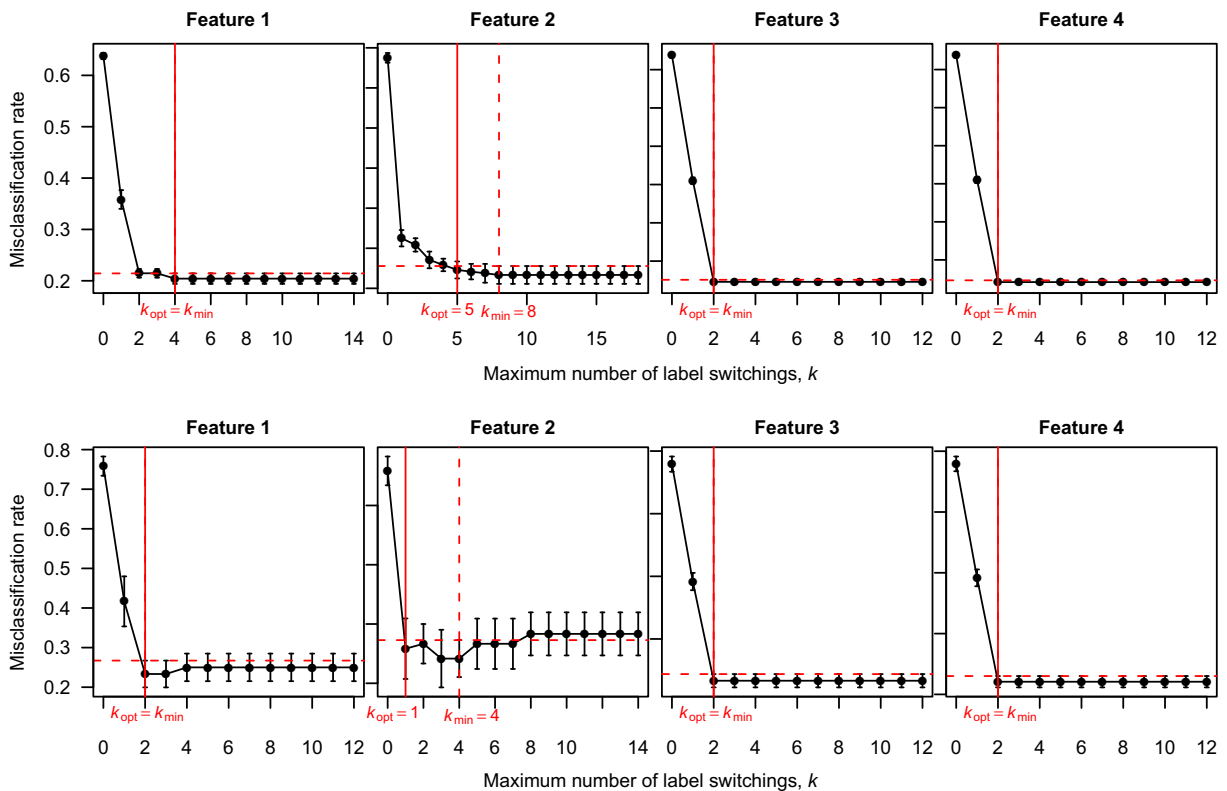 Feature 1 Feature 2 Feature 3 Feature 4
Misclassification rate
0.6
0.5
0.4
0.3
0.2
k_opt = k_min k_opt = 5 k_min = 8 k_opt = k_min k_opt = k_min
0 2 4 6 8 10 14 0 5 10 15 0 2 4 6 8 10 12 0 2 4 6 8 10 12
Maximum number of label switchings, k
Feature 1 Feature 2 Feature 3 Feature 4
Misclassification rate
0.8
0.7
0.6
0.5
0.4
0.3
0.2
k_opt = k_min k_opt = 1 k_min = 4 k_opt = k_min k_opt = k_min
0 2 4 6 8 10 12 0 2 4 6 8 10 14 0 2 4 6 8 10 12 0 2 4 6 8 10 12
Maximum number of label switchings, k